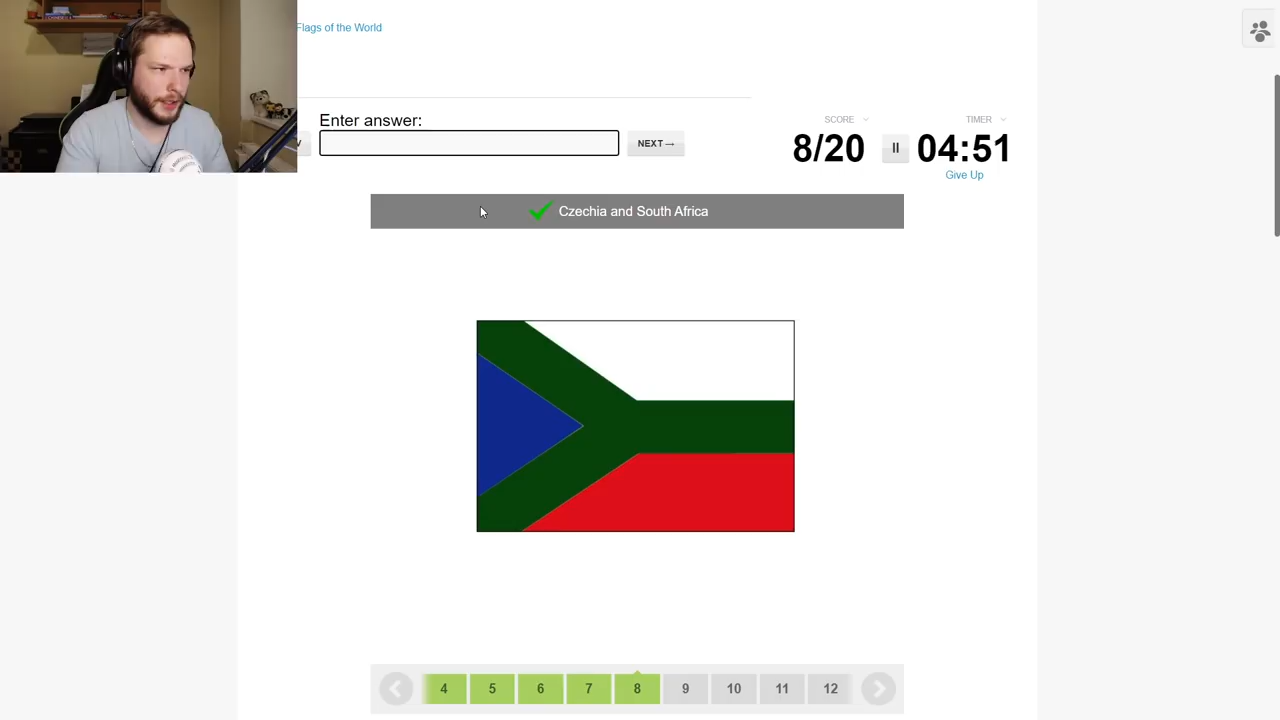 Flags of the World
Enter answer:
NEXT→
SCORE
8/20
TIMER
04:51
Give Up
Czechia and South Africa
4 5 6 7 8 9 10 11 12